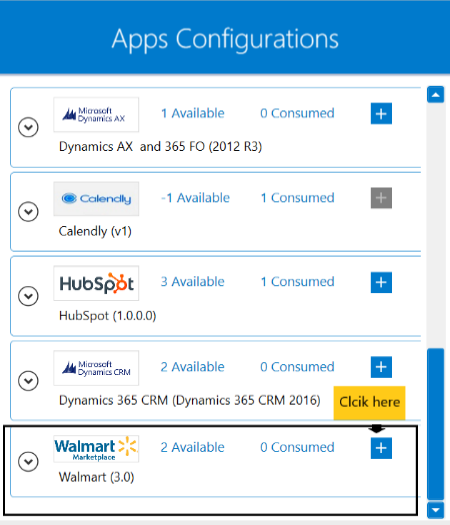 Apps Configurations
Microsoft
Dynamics AX
1 Available
0 Consumed
Dynamics AX and 365 FO (2012 R3)
Calendly
-1 Available
1 Consumed
Calendly (v1)
HubSpot
3 Available
1 Consumed
HubSpot (1.0.0.0)
Microsoft
Dynamics CRM
2 Available
0 Consumed
Dynamics 365 CRM (Dynamics 365 CRM 2016)
Clcik here
Walmart
Marketplace
2 Available
0 Consumed
Walmart (3.0)